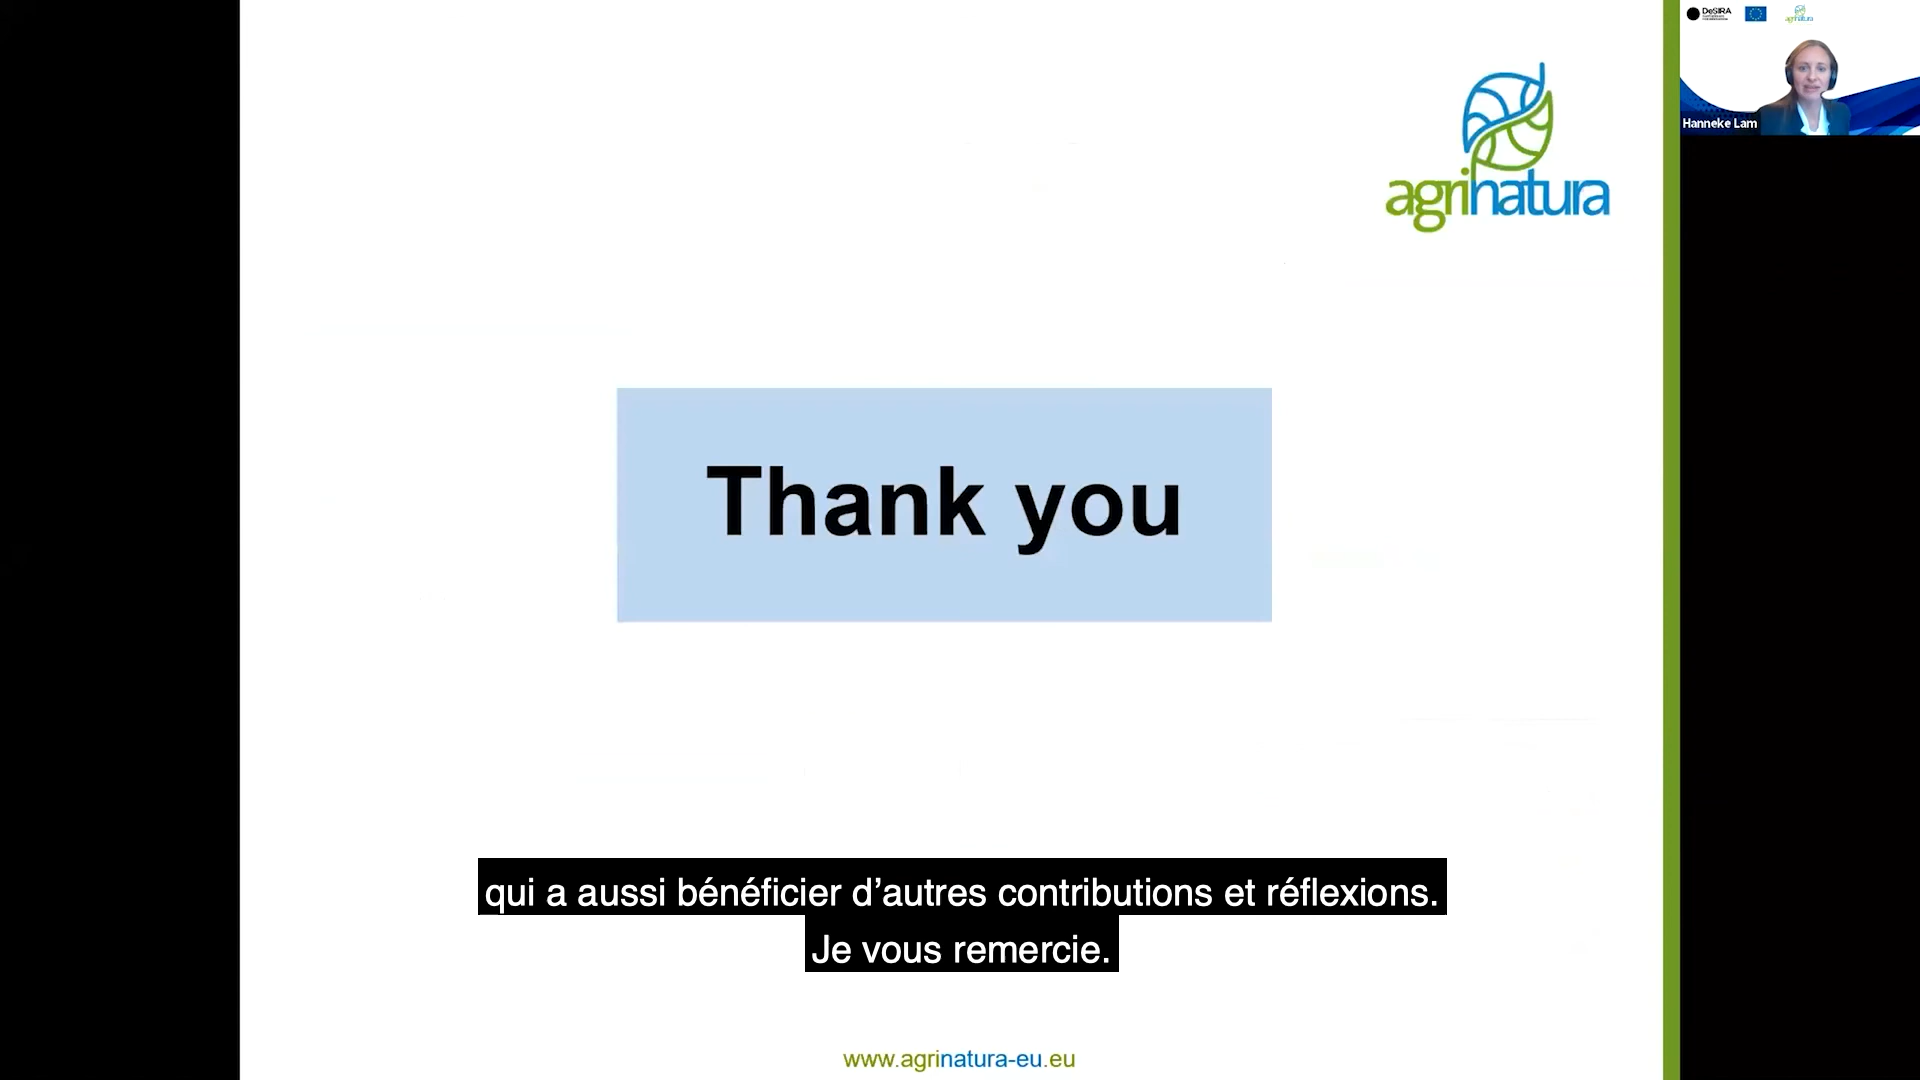 DeSIRA
agrinatura
Hanneke Lam
agrinatura
Thank you
qui a aussi bénéficier d’autres contributions et réflexions.
Je vous remercie.
www.agrinatura-eu.eu